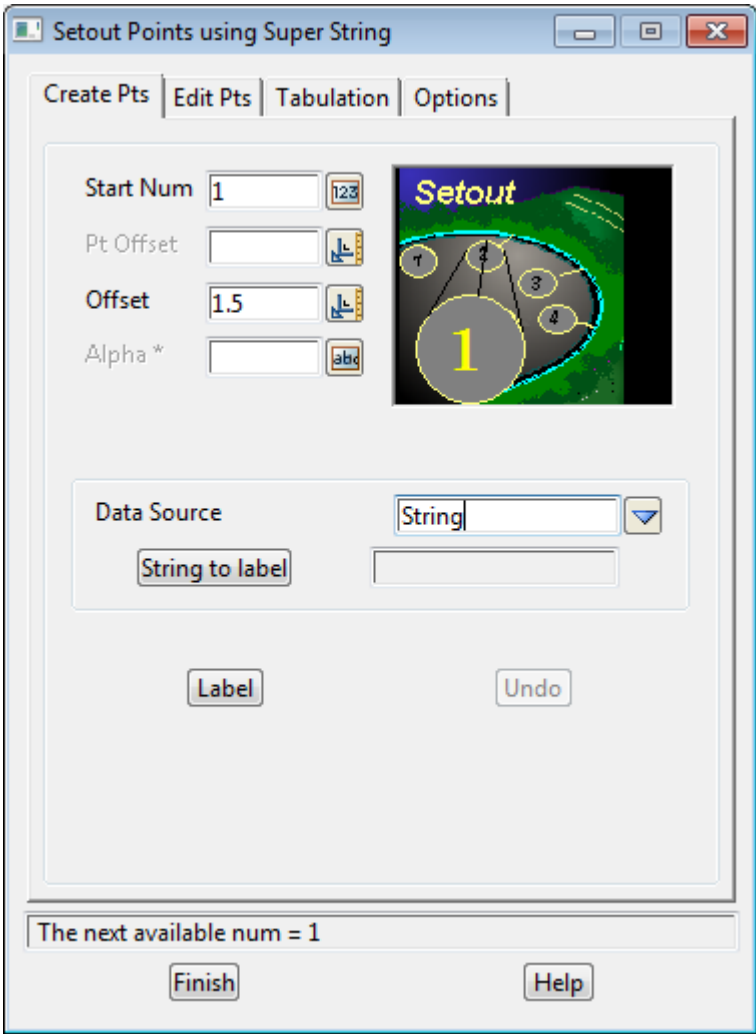 Setout Points using Super String
Create Pts Edit Pts Tabulation Options
Start Num 1 123
Setout
Pt Offset
Offset 1.5
Alpha * abc
1 2 3 4
1
Data Source String
String to label
Label Undo
The next available num = 1
Finish Help